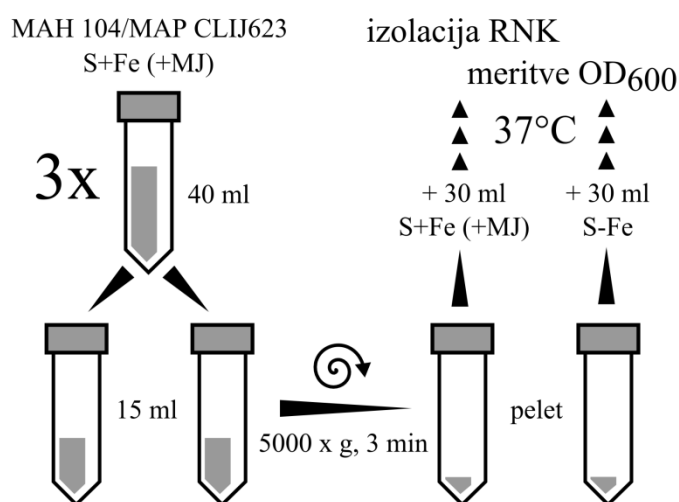 MAH 104/MAP CLIJ623
S+Fe (+MJ)
3x
40 ml
15 ml
5000 x g, 3 min
izolacija RNK
meritve OD600
37°C
+ 30 ml
S+Fe (+MJ)
+ 30 ml
S-Fe
pelet